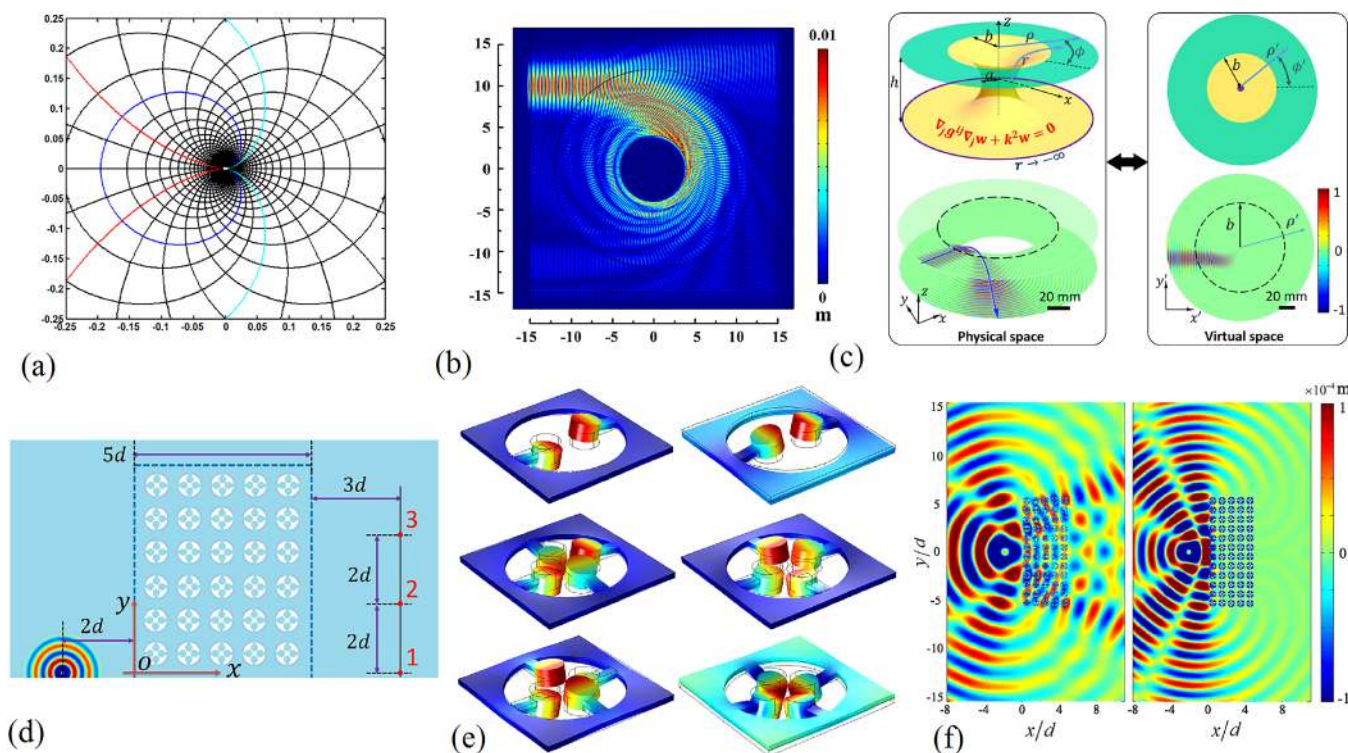 0.25
0.2
0.15
0.1
0.05
0
-0.05
-0.1
-0.15
-0.2
-0.25
-0.25 -0.2 -0.15 -0.1 -0.05 0 0.05 0.1 0.15 0.2 0.25
(a)
15
10
5
0
-5
-10
-15
-15 -10 -5 0 5 10 15
0.01
0
m
(b)
z
b
ρ
ϕ
r
h
a
x
∇ⱼgⁱʲ∇ⱼw + k²w = 0
r → −∞
z
y
x
20 mm
Physical space
b
ρ'
ϕ'
b
ρ'
y'
x'
20 mm
1
0
-1
Virtual space
(c)
5d
3d
3
2d
y
2
2d
2d
o
x
1
(d)
(e)
×10⁻⁴ m
15
10
5
0
-5
-10
-15
y/d
-8 -4 0 4 8
-8 -4 0 4 8
x/d
x/d
1
0
-1
(f)